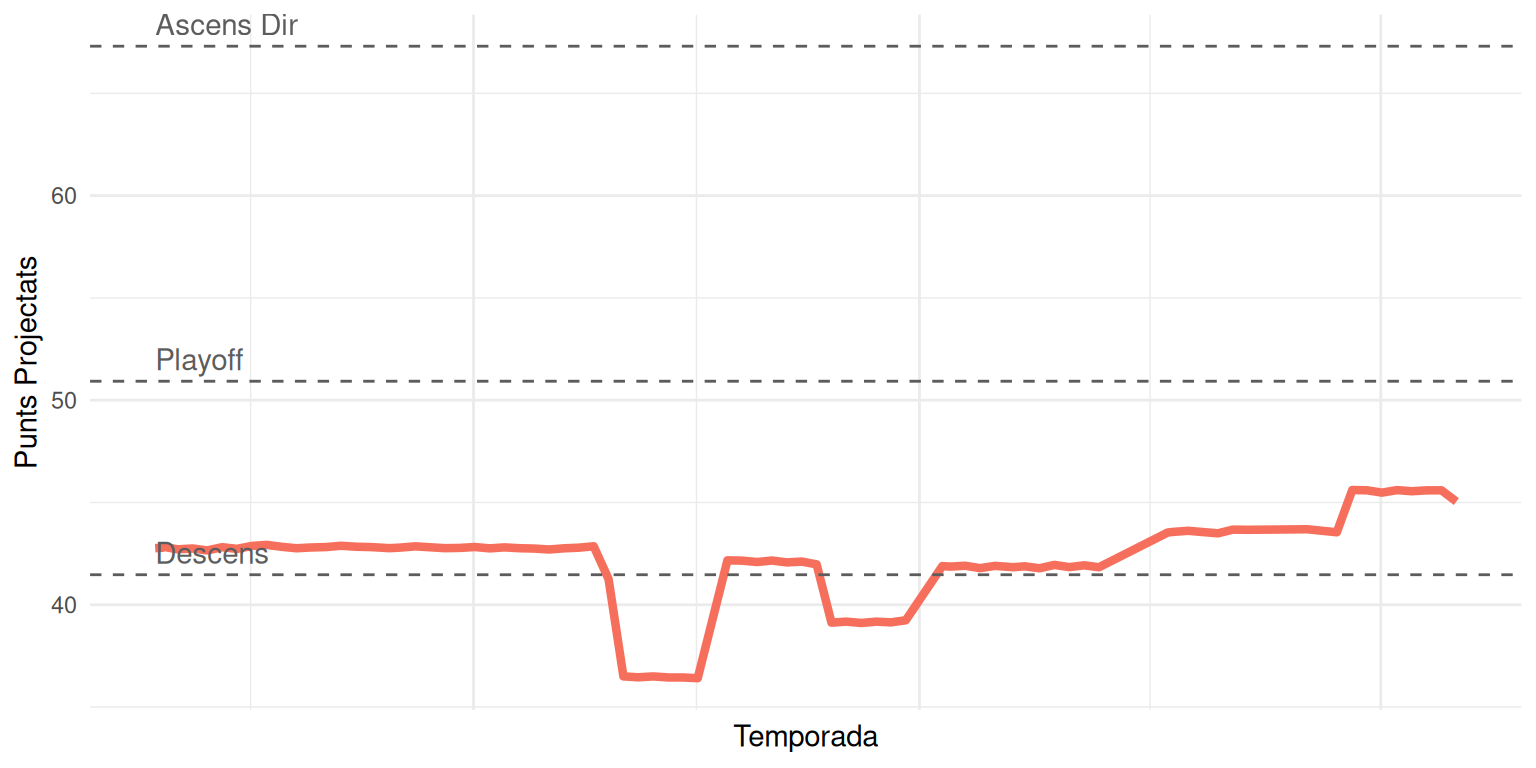 Ascens Dir
60
Playoff
50
Descens
40
Punts Projectats
Temporada